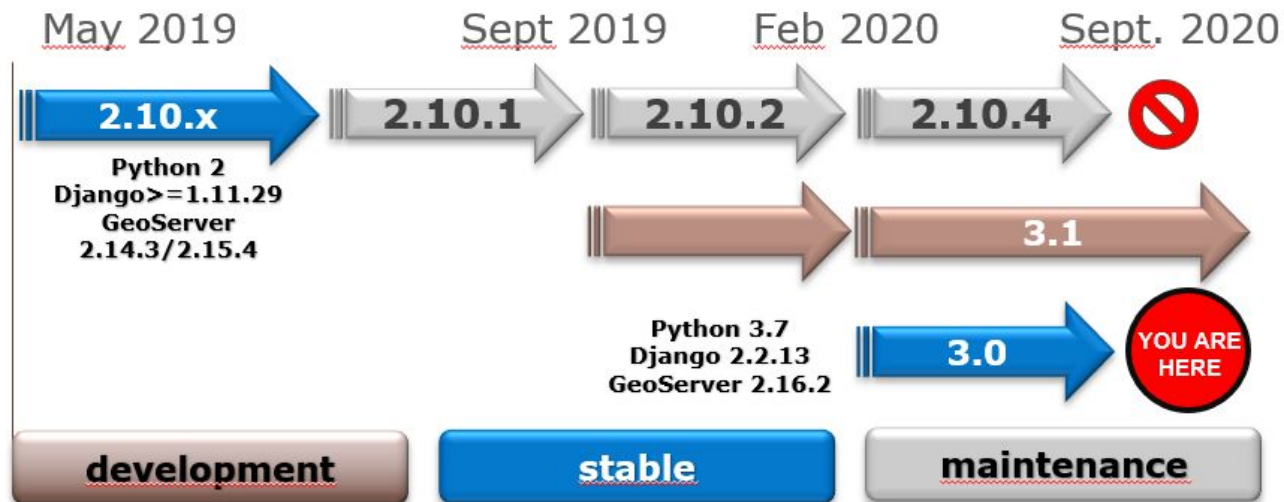 May 2019
Sept 2019
Feb 2020
Sept. 2020
2.10.x
2.10.1
2.10.2
2.10.4
Python 2
Django>=1.11.29
GeoServer
2.14.3/2.15.4
3.1
Python 3.7
Django 2.2.13
GeoServer 2.16.2
3.0
YOU ARE
HERE
development
stable
maintenance